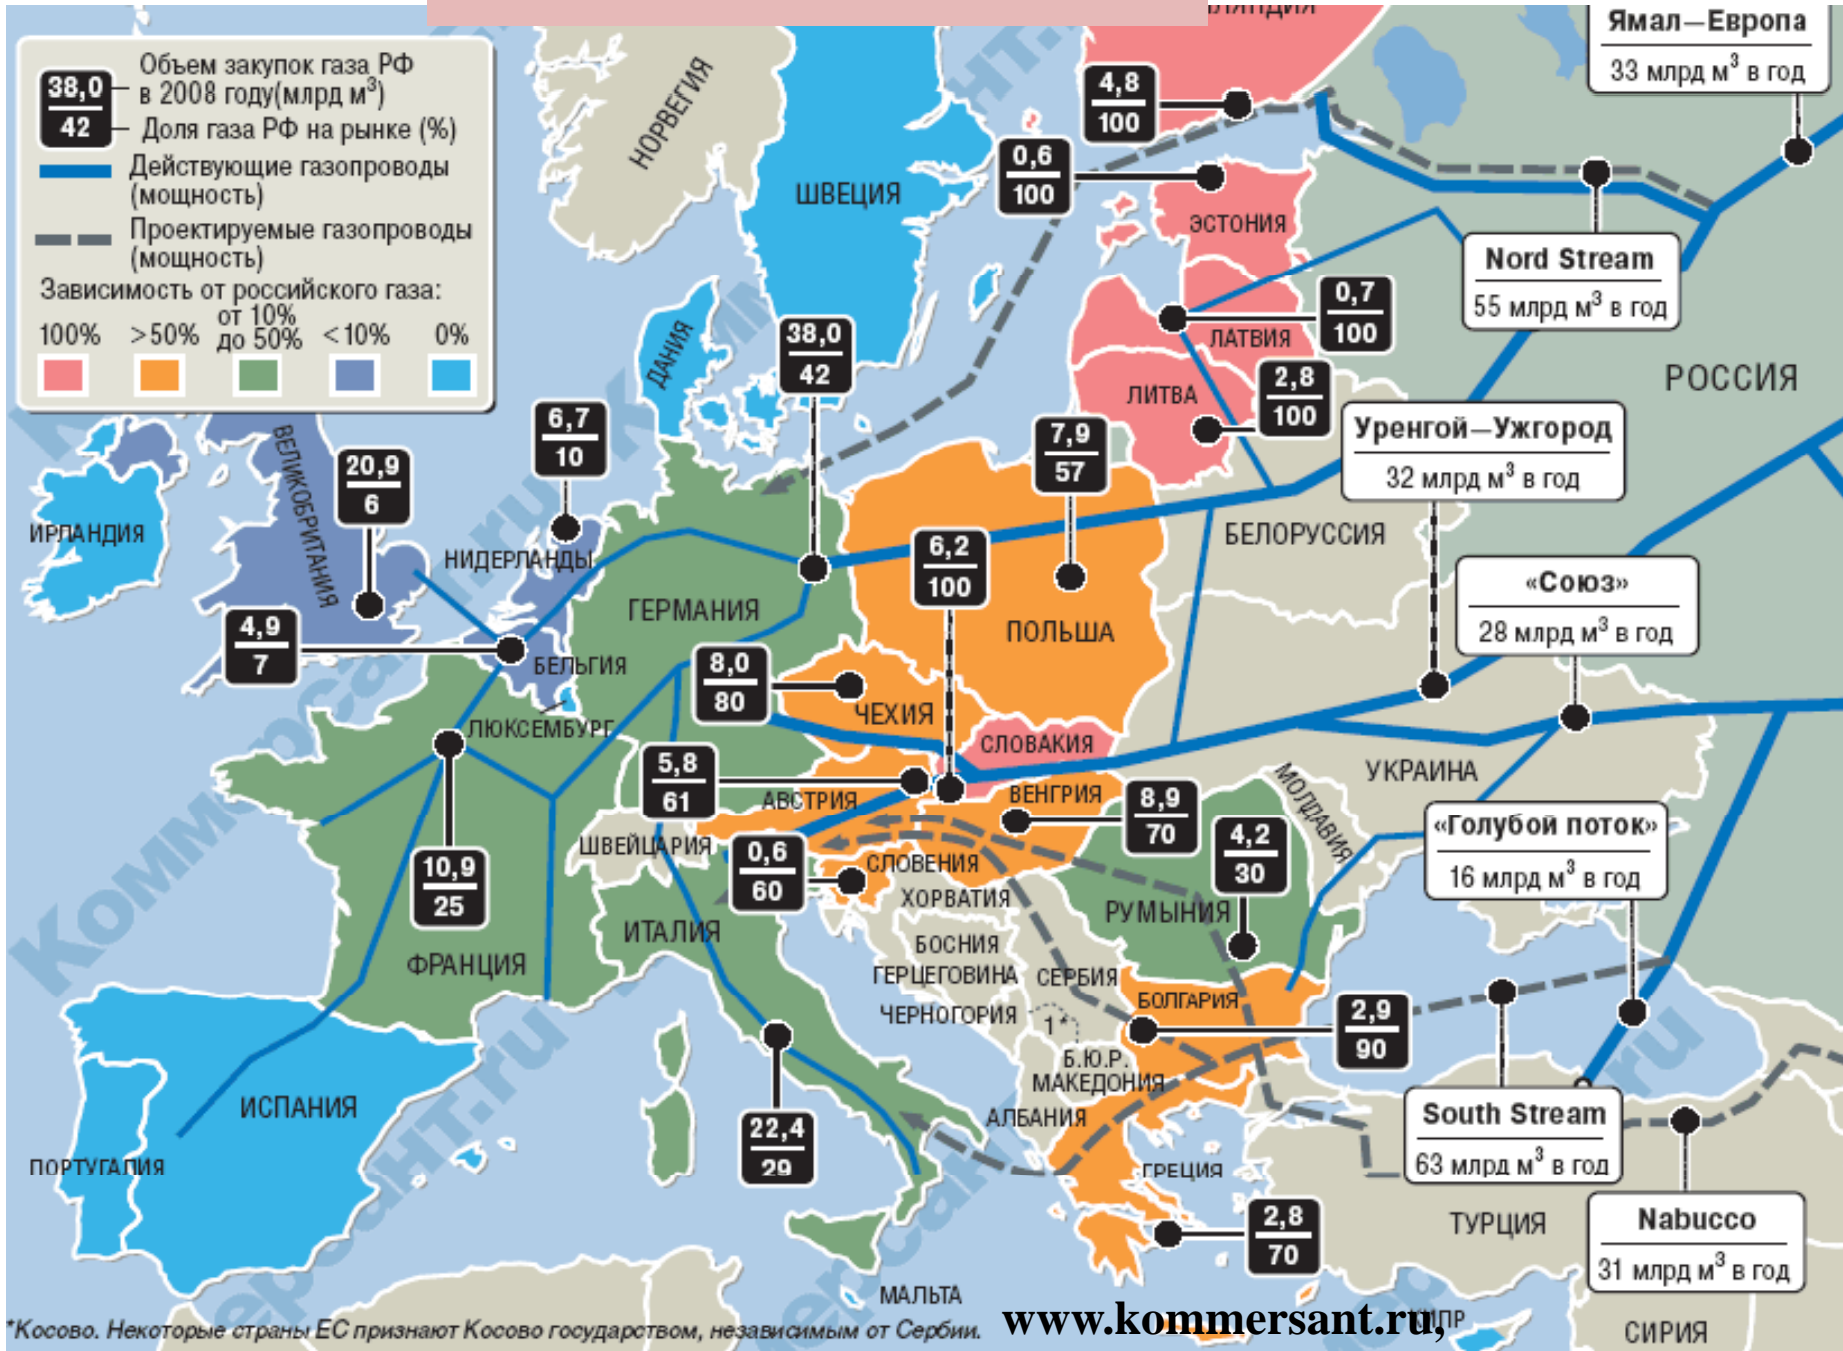 38,0
42
Объем закупок газа РФ
в 2008 году(млрд м³)
Доля газа РФ на рынке (%)
Действующие газопроводы
(мощность)
Проектируемые газопроводы
(мощность)
Зависимость от российского газа:
100% >50% от 10% до 50% <10% 0%
НОРВЕГИЯ
ШВЕЦИЯ
4,8
100
0,6
100
ЭСТОНИЯ
Ямал—Европа
33 млрд м³ в год
Nord Stream
55 млрд м³ в год
0,7
100
ЛАТВИЯ
РОССИЯ
ДАНИЯ
38,0
42
ЛИТВА
2,8
100
Уренгой—Ужгород
32 млрд м³ в год
6,7
10
7,9
57
ВЕЛИКОБРИТАНИЯ
20,9
6
ИРЛАНДИЯ
НИДЕРЛАНДЫ
6,2
100
БЕЛОРУССИЯ
«Союз»
28 млрд м³ в год
ГЕРМАНИЯ
ПОЛЬША
4,9
7
БЕЛЬГИЯ
8,0
80
ЧЕХИЯ
ЛЮКСЕМБУРГ
СЛОВАКИЯ
5,8
61
АВСТРИЯ
ВЕНГРИЯ
8,9
70
УКРАИНА
МОЛДАВИЯ
«Голубой поток»
16 млрд м³ в год
ШВЕЙЦАРИЯ
0,6
60
СЛОВЕНИЯ
4,2
30
10,9
25
ХОРВАТИЯ
РУМЫНИЯ
ИТАЛИЯ
ФРАНЦИЯ
БОСНИЯ
ГЕРЦЕГОВИНА
СЕРБИЯ
БОЛГАРИЯ
ЧЕРНОГОРИЯ
1*
2,9
90
Б.Ю.Р.
МАКЕДОНИЯ
ИСПАНИЯ
АЛБАНИЯ
South Stream
63 млрд м³ в год
22,4
29
ПОРТУГАЛИЯ
ГРЕЦИЯ
2,8
70
ТУРЦИЯ
Nabucco
31 млрд м³ в год
МАЛЬТА
СИРИЯ
*Косово. Некоторые страны ЕС признают Косово государством, независимым от Сербии.
www.kommersant.ru,